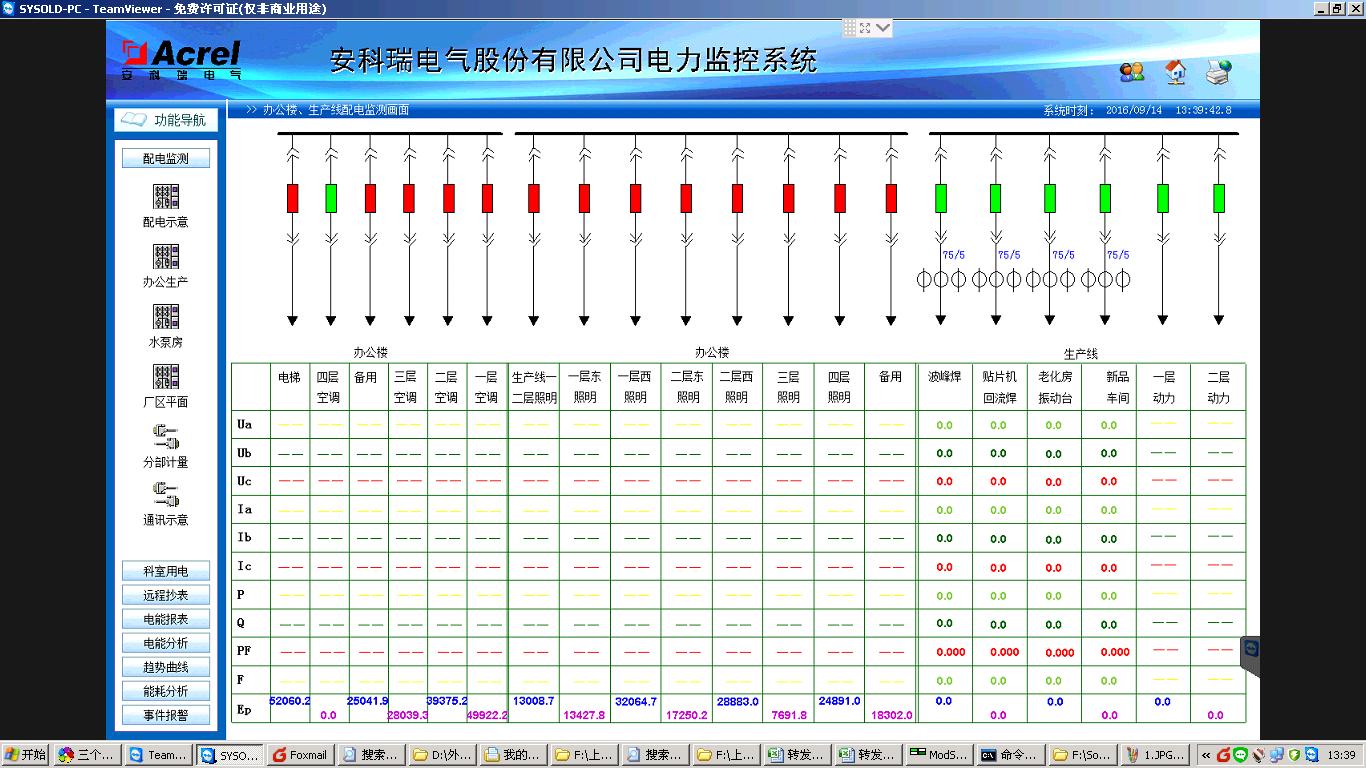 SYSOLD-PC - TeamViewer - 免费许可证(仅非商业用途)
Acrel
安科瑞电气
安科瑞电气股份有限公司电力监控系统
功能导航
>> 办公楼、生产线配电监测画面
系统时刻: 2016/09/14 13:39:42.8
配电监测
配电示意
办公生产
水泵房
厂区平面
分部计量
通讯示意
科室用电
远程抄表
电能报表
电能分析
趋势曲线
能耗分析
事件报警
75/5 75/5 75/5 75/5
办公楼 办公楼 生产线
电梯 四层 备用 三层 二层 一层 生产线一 一层东 一层西 二层东 二层西 三层 四层 备用 波峰焊 贴片机 老化房 新品 一层 二层
空调 空调 空调 空调 二层照明 照明 照明 照明 照明 照明 照明 回流焊 振动台 车间 动力 动力
Ua —— —— —— —— —— —— —— —— —— —— —— —— —— —— 0.0 0.0 0.0 0.0 —— ——
Ub —— —— —— —— —— —— —— —— —— —— —— —— —— —— 0.0 0.0 0.0 0.0 —— ——
Uc —— —— —— —— —— —— —— —— —— —— —— —— —— —— 0.0 0.0 0.0 0.0 —— ——
Ia —— —— —— —— —— —— —— —— —— —— —— —— —— —— 0.0 0.0 0.0 0.0 —— ——
Ib —— —— —— —— —— —— —— —— —— —— —— —— —— —— 0.0 0.0 0.0 0.0 —— ——
Ic —— —— —— —— —— —— —— —— —— —— —— —— —— —— 0.0 0.0 0.0 0.0 —— ——
P —— —— —— —— —— —— —— —— —— —— —— —— —— —— 0.0 0.0 0.0 0.0 —— ——
Q —— —— —— —— —— —— —— —— —— —— —— —— —— —— 0.0 0.0 0.0 0.0 —— ——
PF —— —— —— —— —— —— —— —— —— —— —— —— —— —— 0.000 0.000 0.000 0.000 —— ——
F —— —— —— —— —— —— —— —— —— —— —— —— —— —— 0.0 0.0 0.0 0.0 —— ——
Ep 52060.2 0.0 25041.9 28039.3 39375.2 49922.2 13008.7 13427.8 32064.7 17250.2 28883.0 7691.8 24891.0 18302.0 0.0 0.0 0.0 0.0 0.0 0.0
开始 三个... Team... SYSO... Foxmail 搜索... D:\外... 我的... F:\上... 搜索... F:\上... 转发... 转发... ModS... 命令... F:\So... 1.JPG... « 13:39